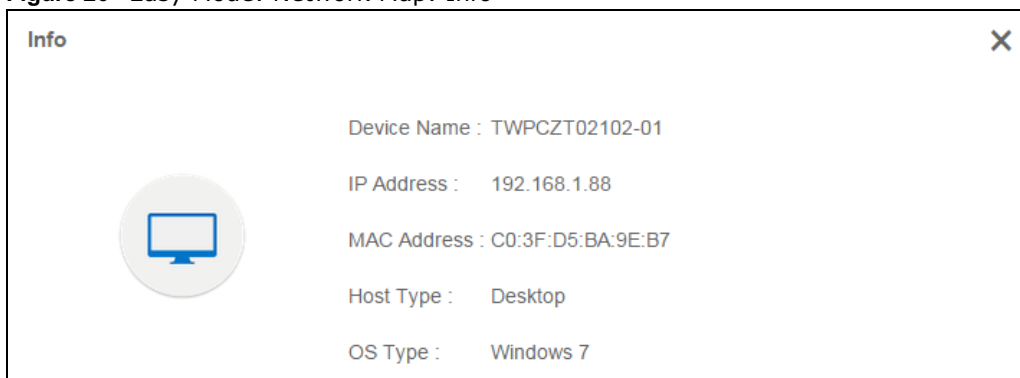 Info
Device Name : TWPCZT02102-01
IP Address : 192.168.1.88
MAC Address : C0:3F:D5:BA:9E:B7
Host Type : Desktop
OS Type : Windows 7